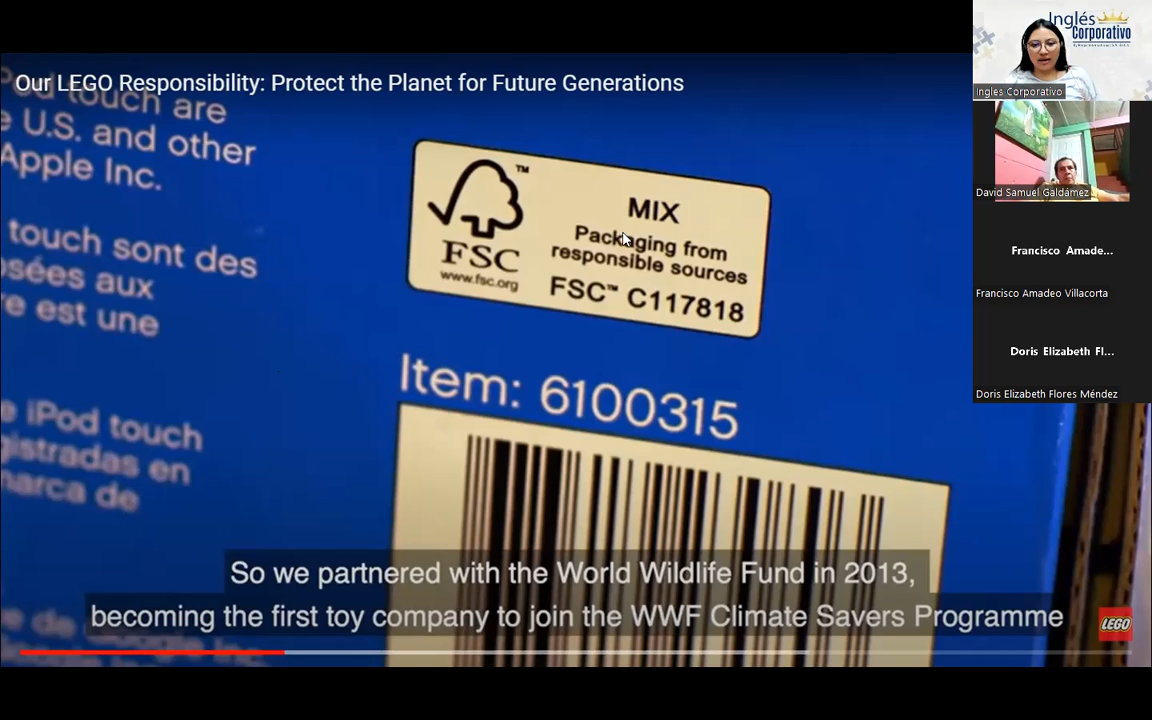 Our LEGO Responsibility: Protect the Planet for Future Generations
touch are
U.S. and other
Apple Inc.
touch sont des
osées aux
re est une
iPod touch
gistradas en
marca de
FSC
www.fsc.org
MIX
Packaging from
responsible sources
FSC™ C117818
Item: 6100315
So we partnered with the World Wildlife Fund in 2013,
becoming the first toy company to join the WWF Climate Savers Programme
LEGO
Inglés
Corporativo
Ingles Corporativo
David Samuel Galdámez
Francisco Amade...
Francisco Amadeo Villacorta
Doris Elizabeth Fl...
Doris Elizabeth Flores Méndez